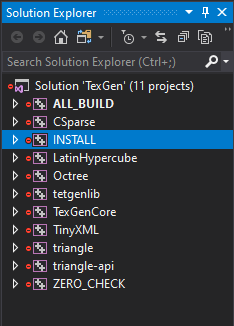 Solution Explorer
Search Solution Explorer (Ctrl+;)
Solution 'TexGen' (11 projects)
ALL_BUILD
CSparse
INSTALL
LatinHypercube
Octree
tetgenlib
TexGenCore
TinyXML
triangle
triangle-api
ZERO_CHECK